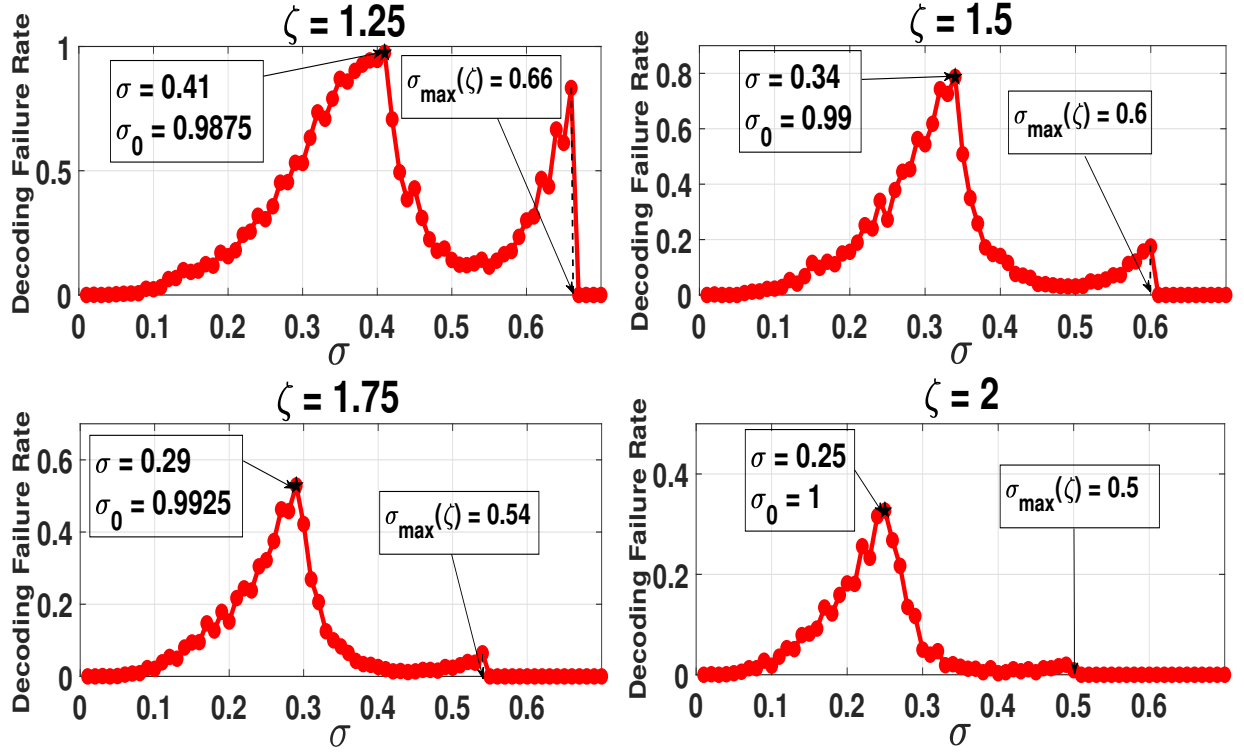 ζ = 1.25
Decoding Failure Rate
1
0.5
0
σ = 0.41
σ0 = 0.9875
σmax(ζ) = 0.66
0 0.1 0.2 0.3 0.4 0.5 0.6
σ
ζ = 1.5
Decoding Failure Rate
0.8
0.6
0.4
0.2
0
σ = 0.34
σ0 = 0.99
σmax(ζ) = 0.6
0 0.1 0.2 0.3 0.4 0.5 0.6
σ
ζ = 1.75
Decoding Failure Rate
0.6
0.4
0.2
0
σ = 0.29
σ0 = 0.9925
σmax(ζ) = 0.54
0 0.1 0.2 0.3 0.4 0.5 0.6
σ
ζ = 2
Decoding Failure Rate
0.4
0.2
0
σ = 0.25
σ0 = 1
σmax(ζ) = 0.5
0 0.1 0.2 0.3 0.4 0.5 0.6
σ